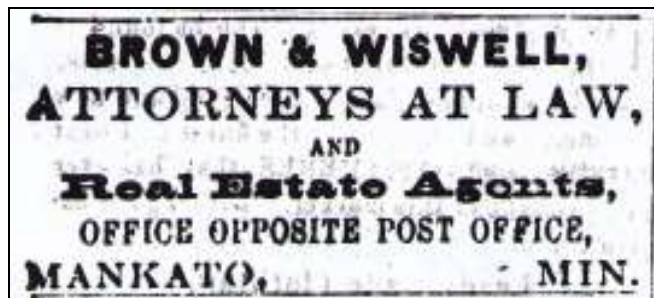 BROWN & WISWELL,
ATTORNEYS AT LAW,
AND
Real Estate Agents,
OFFICE OPPOSITE POST OFFICE,
MANKATO, MIN.